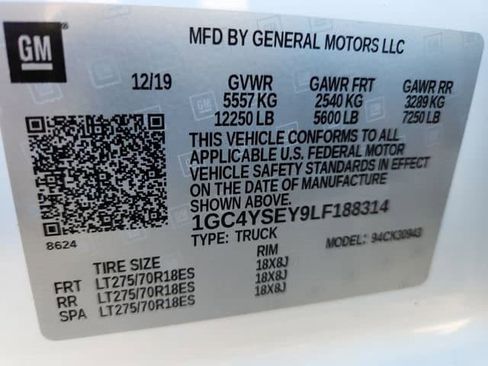 GM
MFD BY GENERAL MOTORS LLC
12/19 GVWR GAWR FRT GAWR RR
5557 KG 2540 KG 3289 KG
12250 LB 5600 LB 7250 LB
THIS VEHICLE CONFORMS TO ALL
APPLICABLE U.S. FEDERAL MOTOR
VEHICLE SAFETY STANDARDS IN
EFFECT ON THE DATE OF MANUFACTURE
SHOWN ABOVE.
1GC4YSEY9LF188314
8624
TYPE: TRUCK MODEL: 94CK30943
TIRE SIZE RIM
FRT LT275/70R18ES 18X8J
RR LT275/70R18ES 18X8J
SPA LT275/70R18ES 18X8J